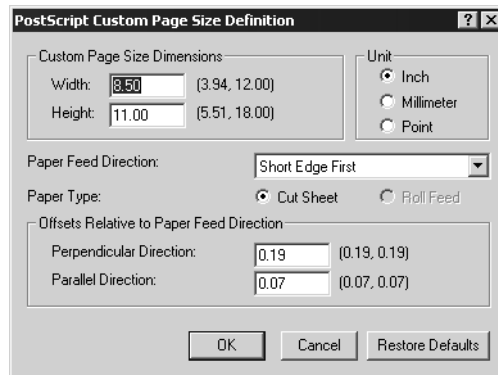 PostScript Custom Page Size Definition
Custom Page Size Dimensions
Width: 8.50 (3.94, 12.00)
Height: 11.00 (5.51, 18.00)
Unit
Inch
Millimeter
Point
Paper Feed Direction: Short Edge First
Paper Type: Cut Sheet Roll Feed
Offsets Relative to Paper Feed Direction
Perpendicular Direction: 0.19 (0.19, 0.19)
Parallel Direction: 0.07 (0.07, 0.07)
OK Cancel Restore Defaults